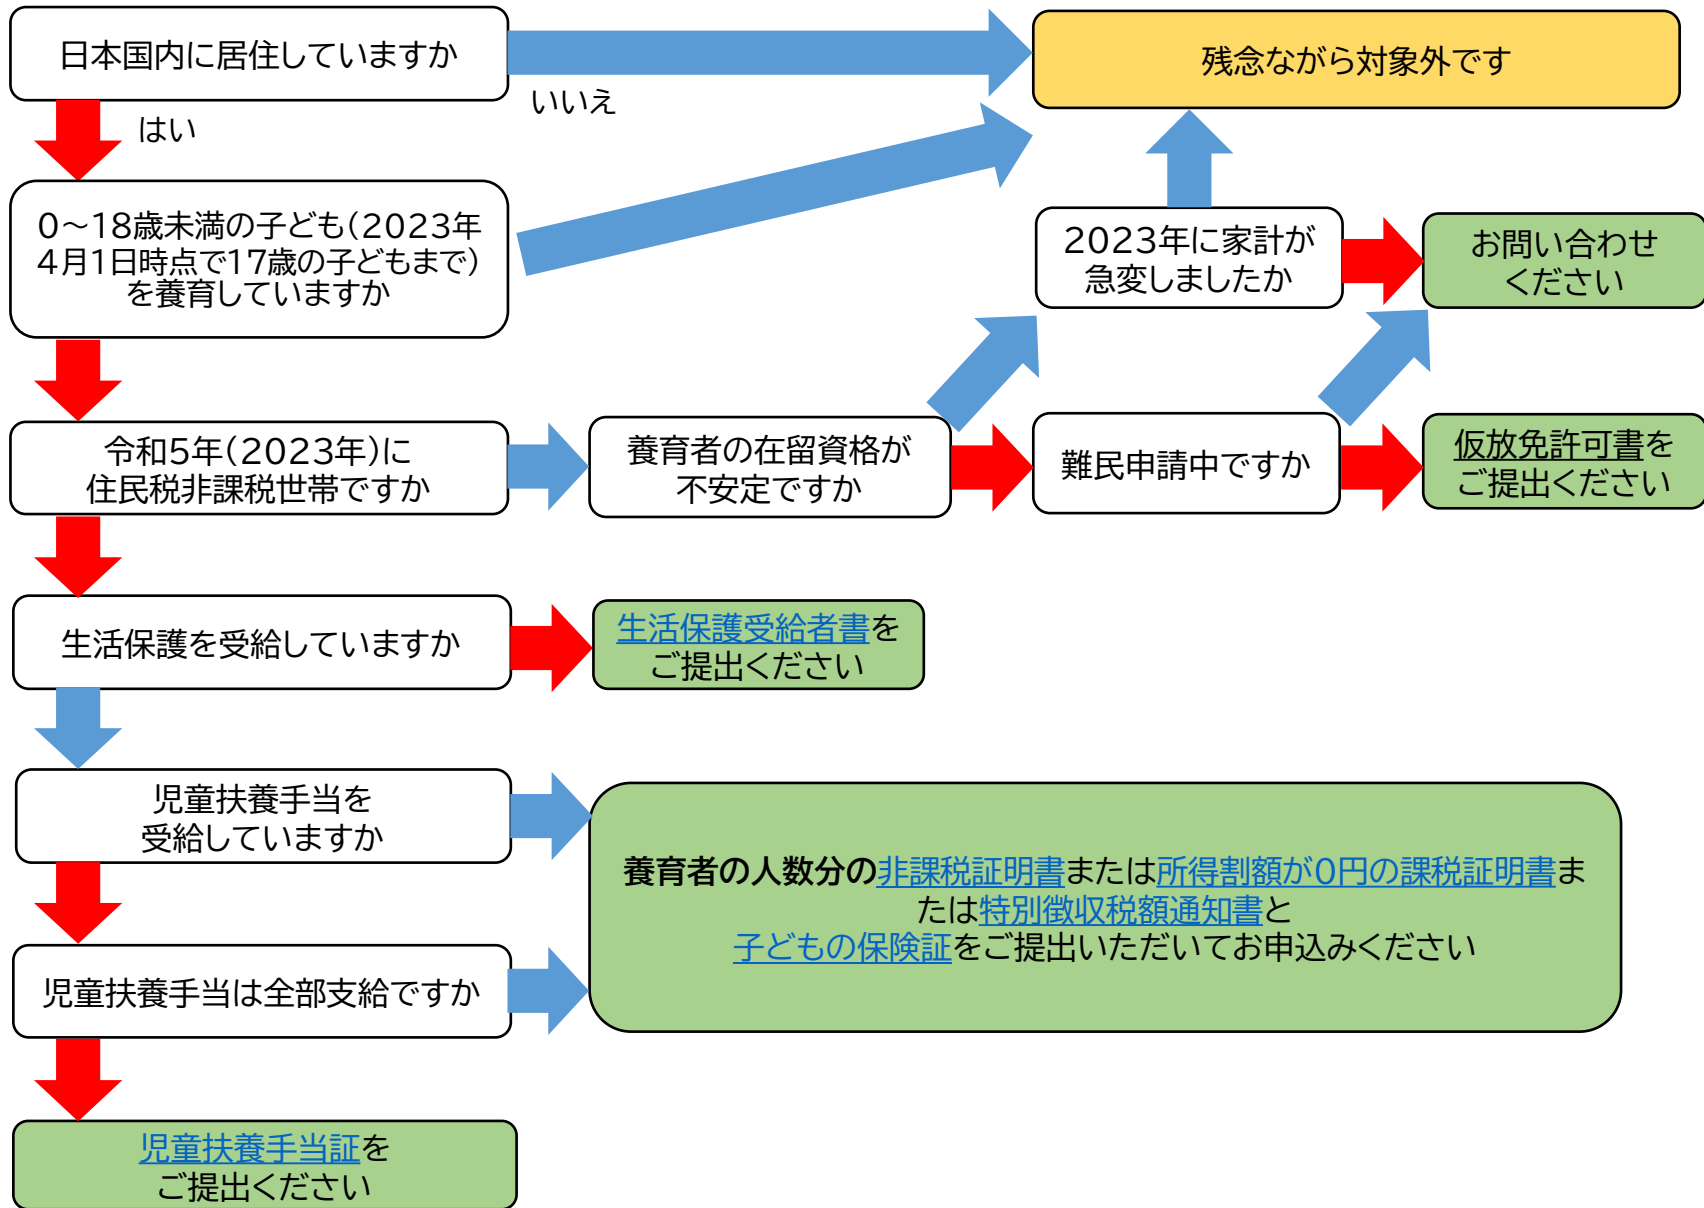 日本国内に居住していますか
残念ながら対象外です
いいえ
はい
0～18歳未満の子ども(2023年
4月1日時点で17歳の子どもまで)
を養育していますか
2023年に家計が
急変しましたか
お問い合わせ
ください
令和5年(2023年)に
住民税非課税世帯ですか
養育者の在留資格が
不安定ですか
難民申請中ですか
仮放免許可書を
ご提出ください
生活保護を受給していますか
生活保護受給者書を
ご提出ください
児童扶養手当を
受給していますか
養育者の人数分の非課税証明書または所得割額が0円の課税証明書ま
たは特別徴収税額通知書と
子どもの保険証をご提出いただいてお申込みください
児童扶養手当は全部支給ですか
児童扶養手当証を
ご提出ください